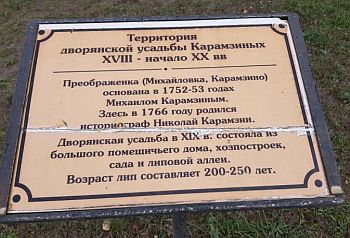 Территория
дворянской усадьбы Карамзиных
XVIII - начало XX вв
Преображенка (Михайловка, Карамзино)
основана в 1752-53 годах
Михаилом Карамзиным.
Здесь в 1766 году родился
историограф Николай Карамзин.
Дворянская усадьба в XIX в. состояла из
большого помещичьего дома, хозпостроек,
сада и липовой аллеи.
Возраст лип составляет 200-250 лет.